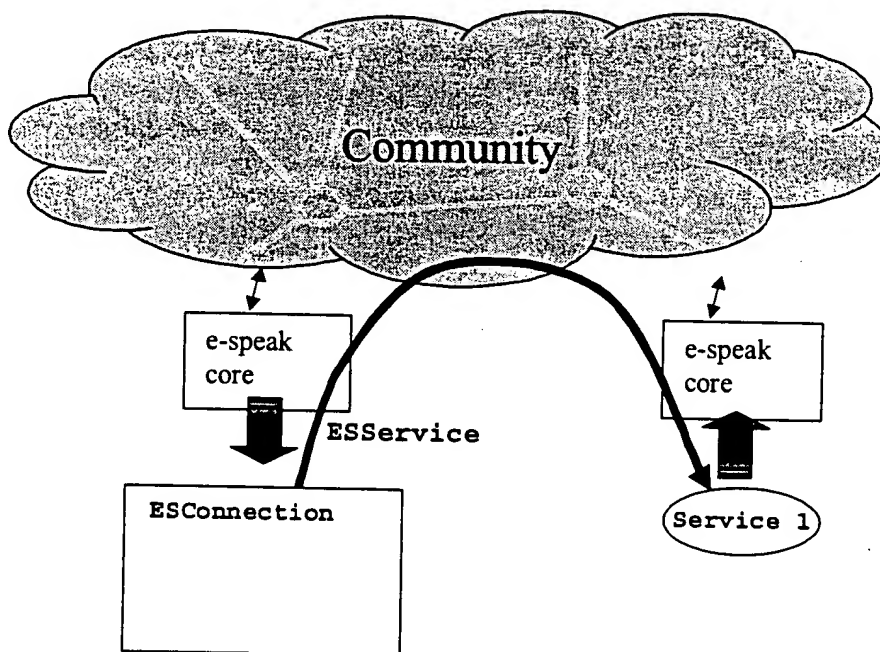 Community
e-speak
core
e-speak
core
ESService
ESConnection
Service 1